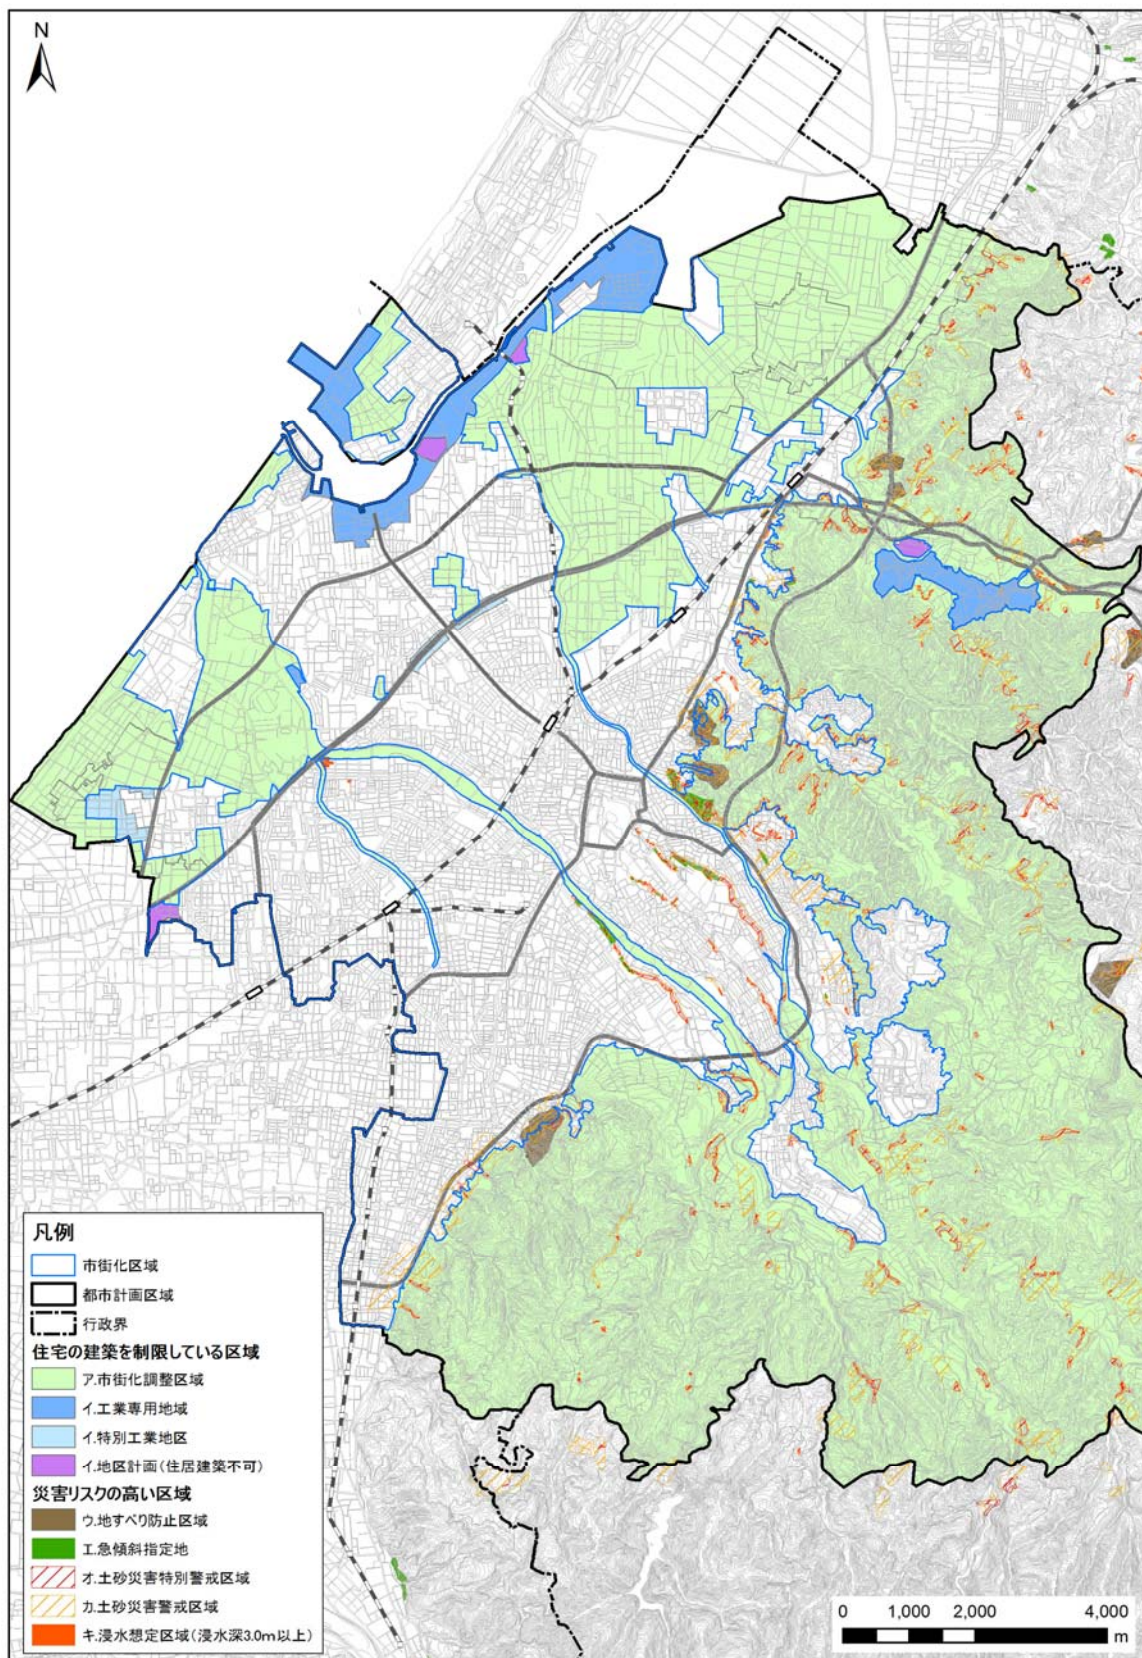 N
凡例
市街化区域
都市計画区域
行政界
住宅の建築を制限している区域
ア.市街化調整区域
イ.工業専用地域
イ.特別工業地区
イ.地区計画(住居建築不可)
災害リスクの高い区域
ウ.地すべり防止区域
エ.急傾斜指定地
オ.土砂災害特別警戒区域
カ.土砂災害警戒区域
キ.浸水想定区域(浸水深3.0m以上)
0 1,000 2,000 4,000
m